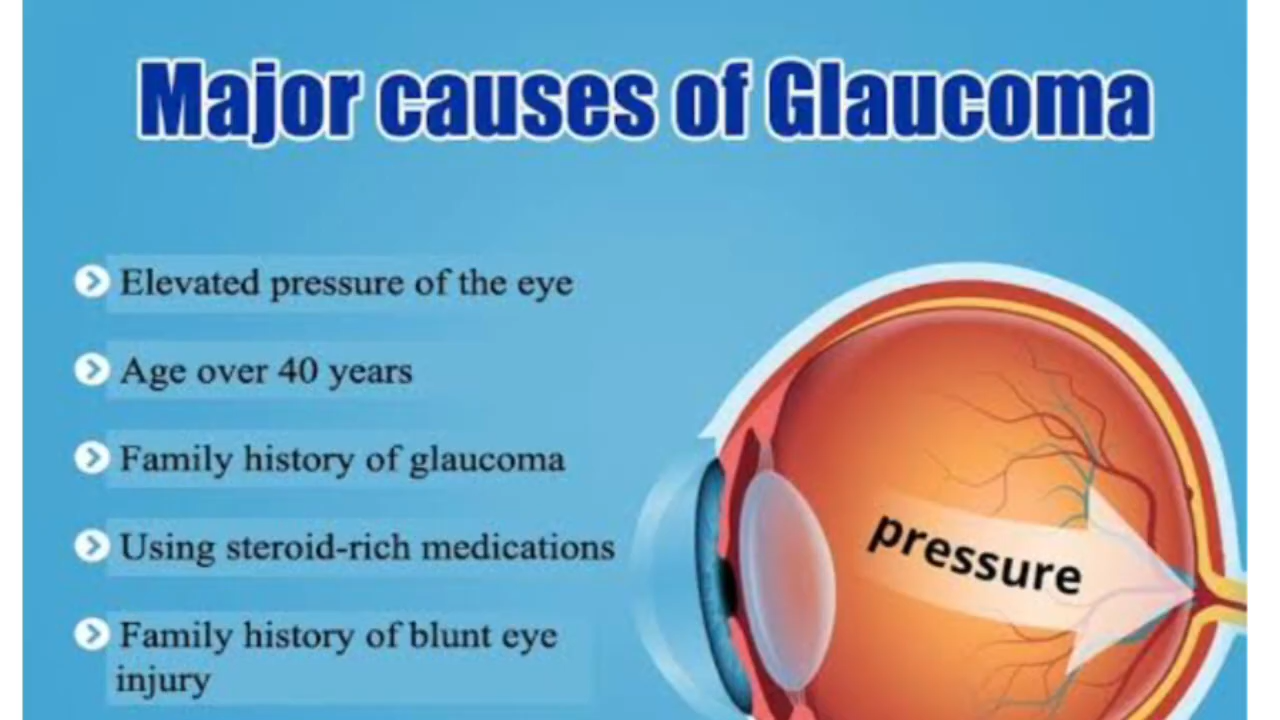 Major causes of Glaucoma
Elevated pressure of the eye
Age over 40 years
Family history of glaucoma
Using steroid-rich medications
Family history of blunt eye
injury
pressure